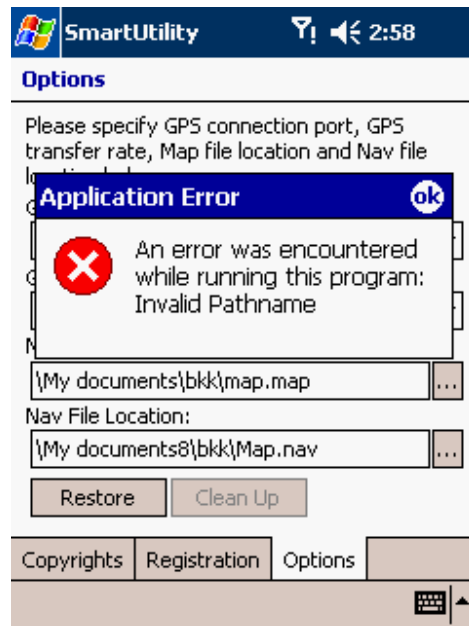 SmartUtility 2:58
Options
Please specify GPS connection port, GPS
transfer rate, Map file location and Nav file
Application Error ok
An error was encountered
while running this program:
Invalid Pathname
\My documents\bkk\map.map ...
Nav File Location:
\My documents8\bkk\Map.nav ...
Restore Clean Up
Copyrights Registration Options